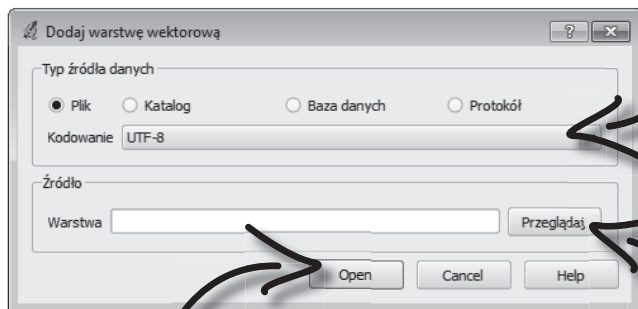 Dodaj warstwę wektorową
Typ źródła danych
Plik Katalog Baza danych Protokół
Kodowanie UTF-8
Źródło
Warstwa Przeglądaj
Open Cancel Help